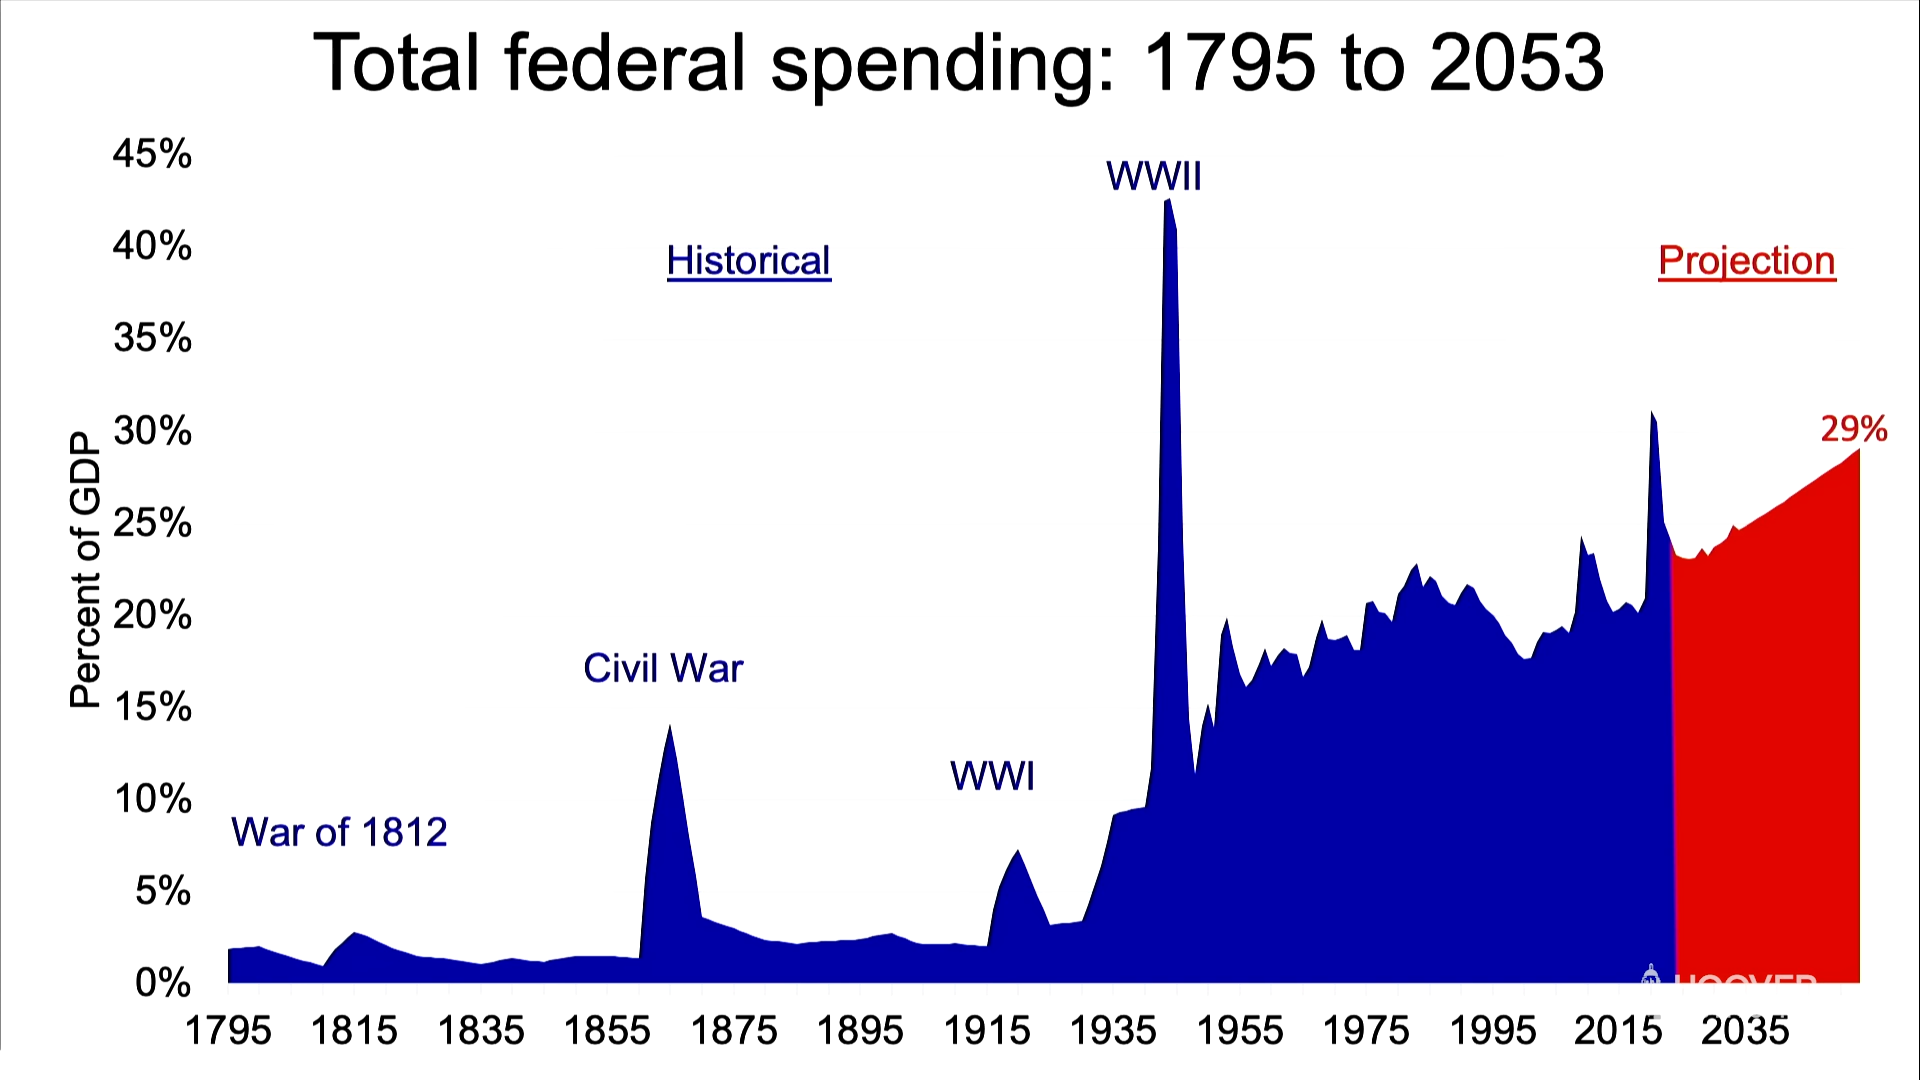 Total federal spending: 1795 to 2053
45%
WWII
40%
Historical
Projection
35%
Percent of GDP
30%
29%
25%
20%
Civil War
15%
WWI
10%
War of 1812
5%
0%
HOOVER
1795 1815 1835 1855 1875 1895 1915 1935 1955 1975 1995 2015 2035